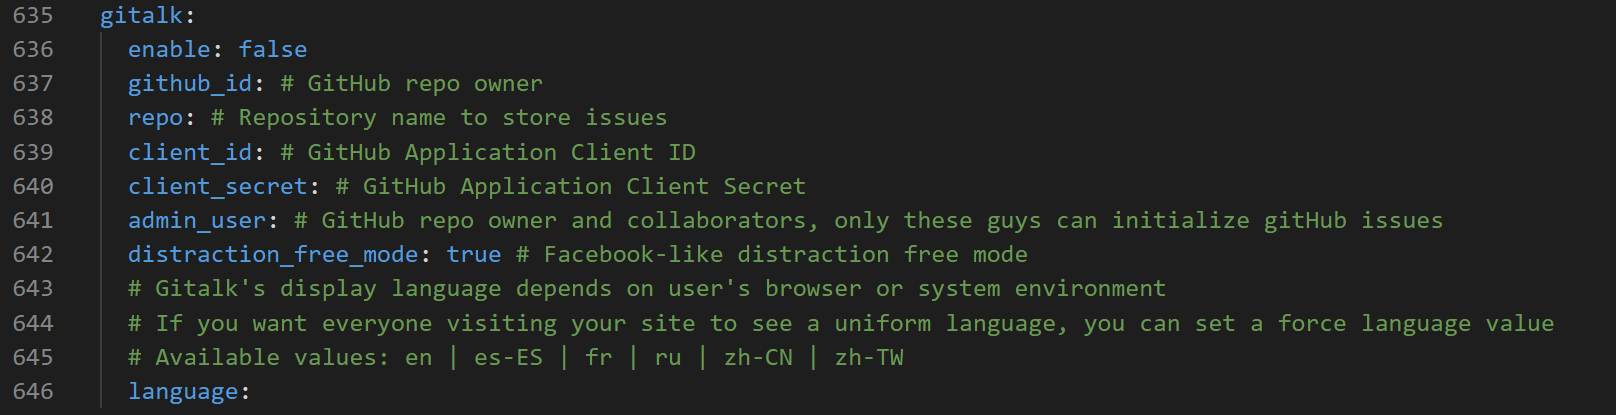 635 gitalk:
636 enable: false
637 github_id: # GitHub repo owner
638 repo: # Repository name to store issues
639 client_id: # GitHub Application Client ID
640 client_secret: # GitHub Application Client Secret
641 admin_user: # GitHub repo owner and collaborators, only these guys can initialize gitHub issues
642 distraction_free_mode: true # Facebook-like distraction free mode
643 # Gitalk's display language depends on user's browser or system environment
644 # If you want everyone visiting your site to see a uniform language, you can set a force language value
645 # Available values: en | es-ES | fr | ru | zh-CN | zh-TW
646 language: